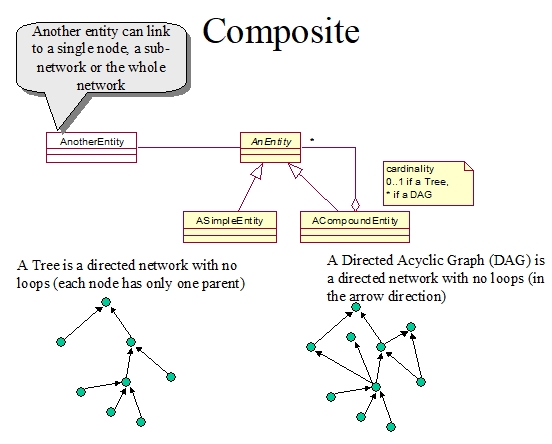 Composite
Another entity can link
to a single node, a sub-
network or the whole
network
AnotherEntity
AnEntity
*
cardinality
0..1 if a Tree,
* if a DAG
ASimpleEntity
ACompoundEntity
A Tree is a directed network with no
loops (each node has only one parent)
A Directed Acyclic Graph (DAG) is
a directed network with no loops (in
the arrow direction)